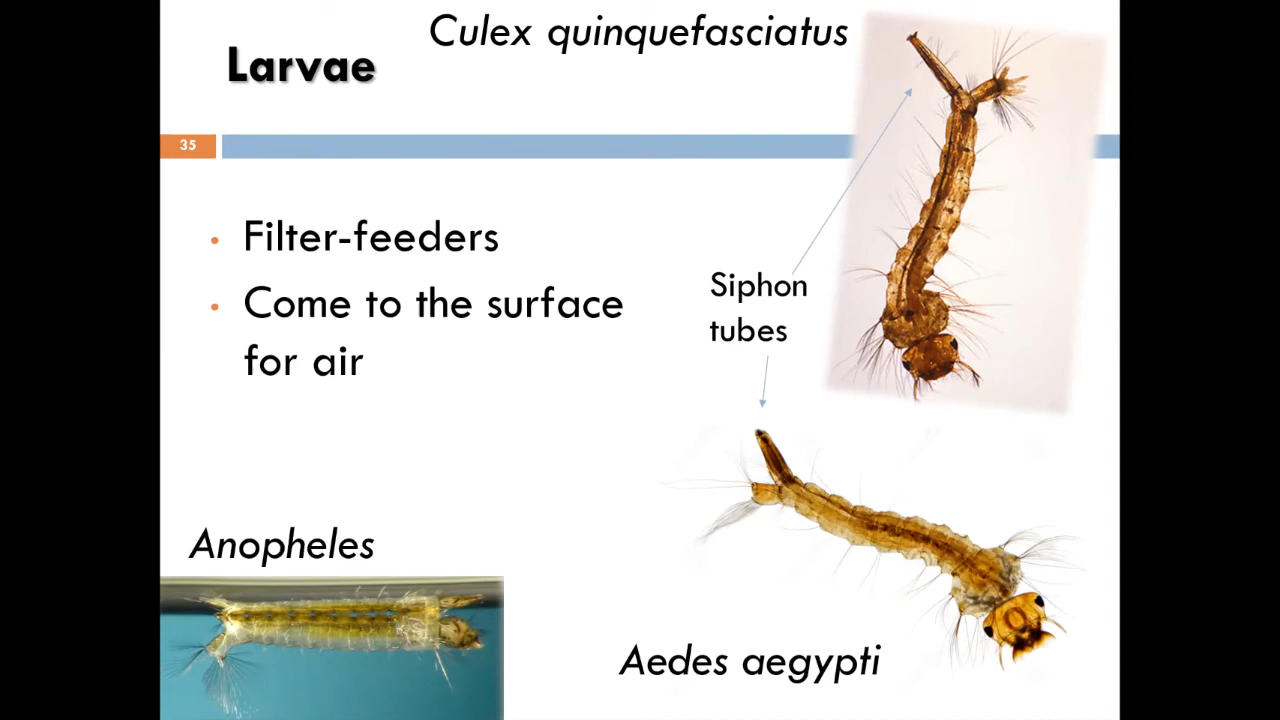 Culex quinquefasciatus
Larvae
35
• Filter-feeders
• Come to the surface
for air
Siphon
tubes
Anopheles
Aedes aegypti